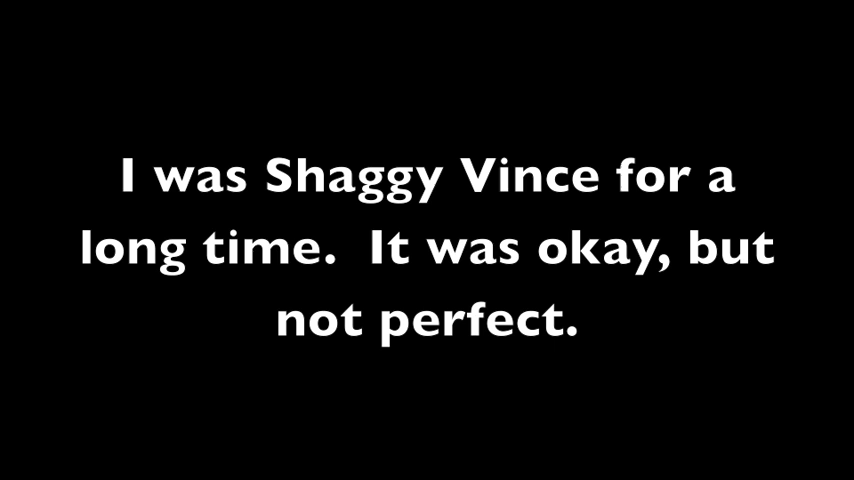 I was Shaggy Vince for a
long time.  It was okay, but
not perfect.